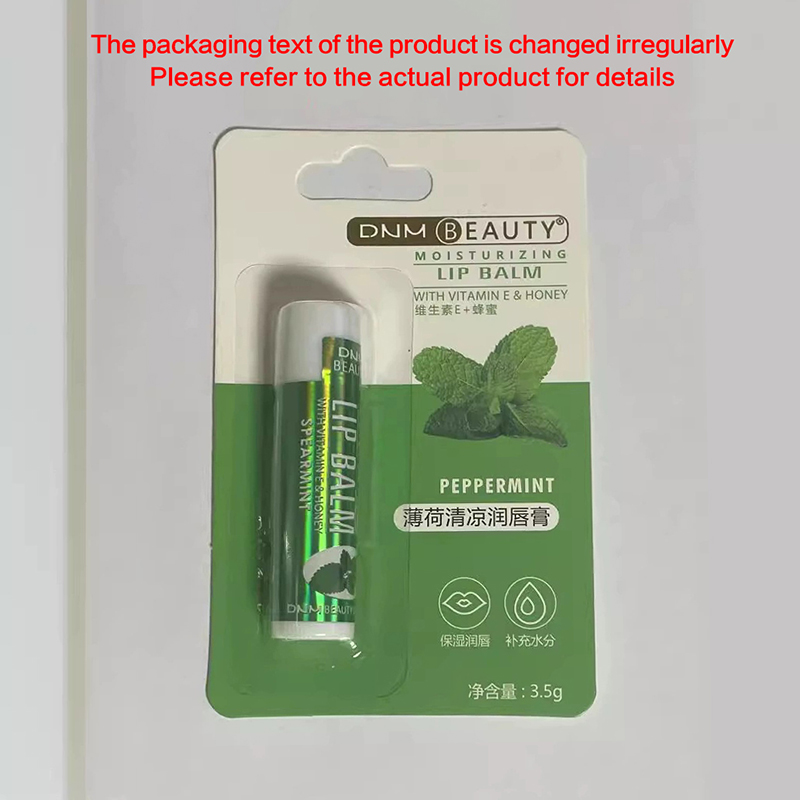 The packaging text of the product is changed irregularly
Please refer to the actual product for details
DNM BEAUTY®
MOISTURIZING
LIP BALM
WITH VITAMIN E & HONEY
维生素E+蜂蜜
DNM
BEAU
LIP BALM
WITH VITAMIN E & HONEY
SPEARMINT
DNM BEAUTY
PEPPERMINT
薄荷清凉润唇膏
保湿润唇
补充水分
净含量:3.5g